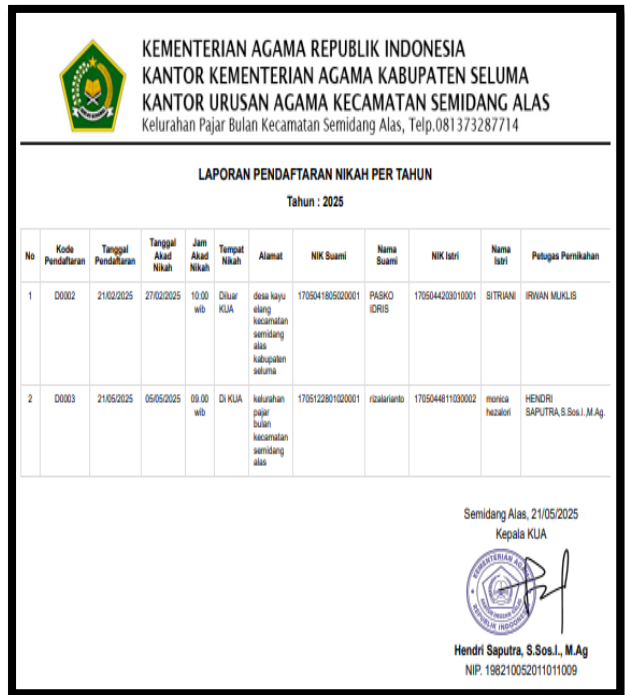 KEMENTERIAN AGAMA REPUBLIK INDONESIA
KANTOR KEMENTERIAN AGAMA KABUPATEN SELUMA
KANTOR URUSAN AGAMA KECAMATAN SEMIDANG ALAS
Kelurahan Pajar Bulan Kecamatan Semidang Alas, Telp.081373287714
LAPORAN PENDAFTARAN NIKAH PER TAHUN
Tahun : 2025
No Kode Pendaftaran Tanggal Pendaftaran Tanggal Akad Nikah Jam Akad Nikah Tempat Nikah Alamat NIK Suami Nama Suami NIK Istri Nama Istri Petugas Pernikahan
1 D0002 21/02/2025 27/02/2025 10:00 wib Diluar KUA desa kayu elang kecamatan semidang alas kabupaten seluma 1705041805020001 PASKO IDRIS 1705044203010001 SITRIANI IRWAN MUKLIS
2 D0003 21/05/2025 05/05/2025 09.00 wib Di KUA kelurahan pajar bulan kecamatan semidang alas 1705122801020001 rizalarianto 1705044811030002 monica hezalori HENDRI SAPUTRA,S.Sos.I.,M.Ag.
Semidang Alas, 21/05/2025
Kepala KUA
KEMENTERIAN AGAMA
REPUBLIK INDONESIA
Hendri Saputra, S.Sos.I., M.Ag
NIP. 198210052011011009